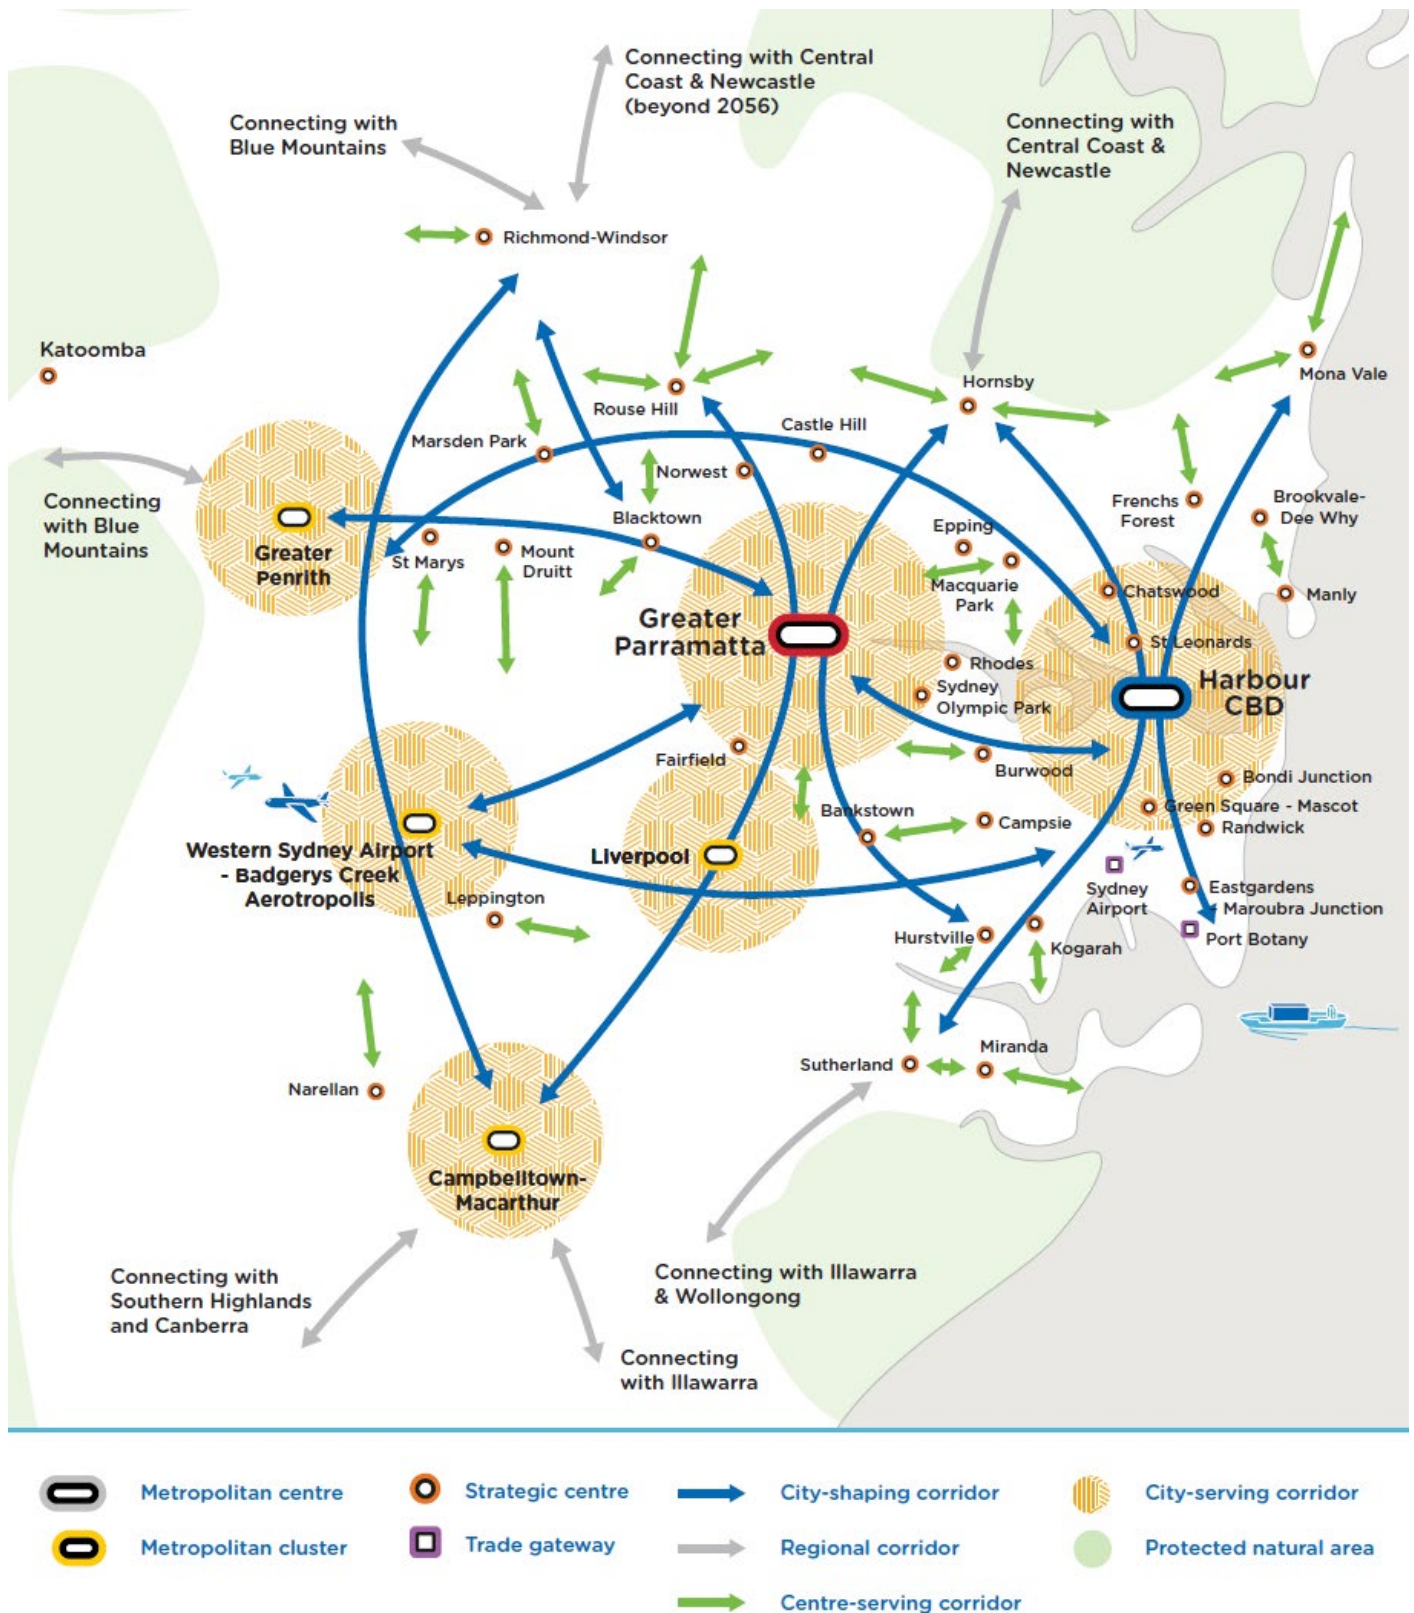 Connecting with Central
Coast & Newcastle
(beyond 2056)
Connecting with
Blue Mountains
Connecting with
Central Coast &
Newcastle
Richmond-Windsor
Katoomba
Mona Vale
Hornsby
Rouse Hill
Castle Hill
Marsden Park
Norwest
Connecting
with Blue
Mountains
Frenchs
Forest
Brookvale-
Dee Why
Blacktown
Epping
Greater
Penrith
St Marys
Mount
Druitt
Macquarie
Park
Chatswood
Manly
Greater
Parramatta
St Leonards
Rhodes
Sydney
Olympic Park
Harbour
CBD
Fairfield
Burwood
Bondi Junction
Bankstown
Campsie
Green Square - Mascot
Randwick
Western Sydney Airport
- Badgerys Creek
Aerotropolis
Liverpool
Sydney
Airport
Eastgardens
- Maroubra Junction
Leppington
Hurstville
Kogarah
Port Botany
Narellan
Sutherland
Miranda
Campbelltown-
Macarthur
Connecting with
Southern Highlands
and Canberra
Connecting with Illawarra
& Wollongong
Connecting
with Illawarra
Metropolitan centre
Strategic centre
City-shaping corridor
City-serving corridor
Metropolitan cluster
Trade gateway
Regional corridor
Protected natural area
Centre-serving corridor